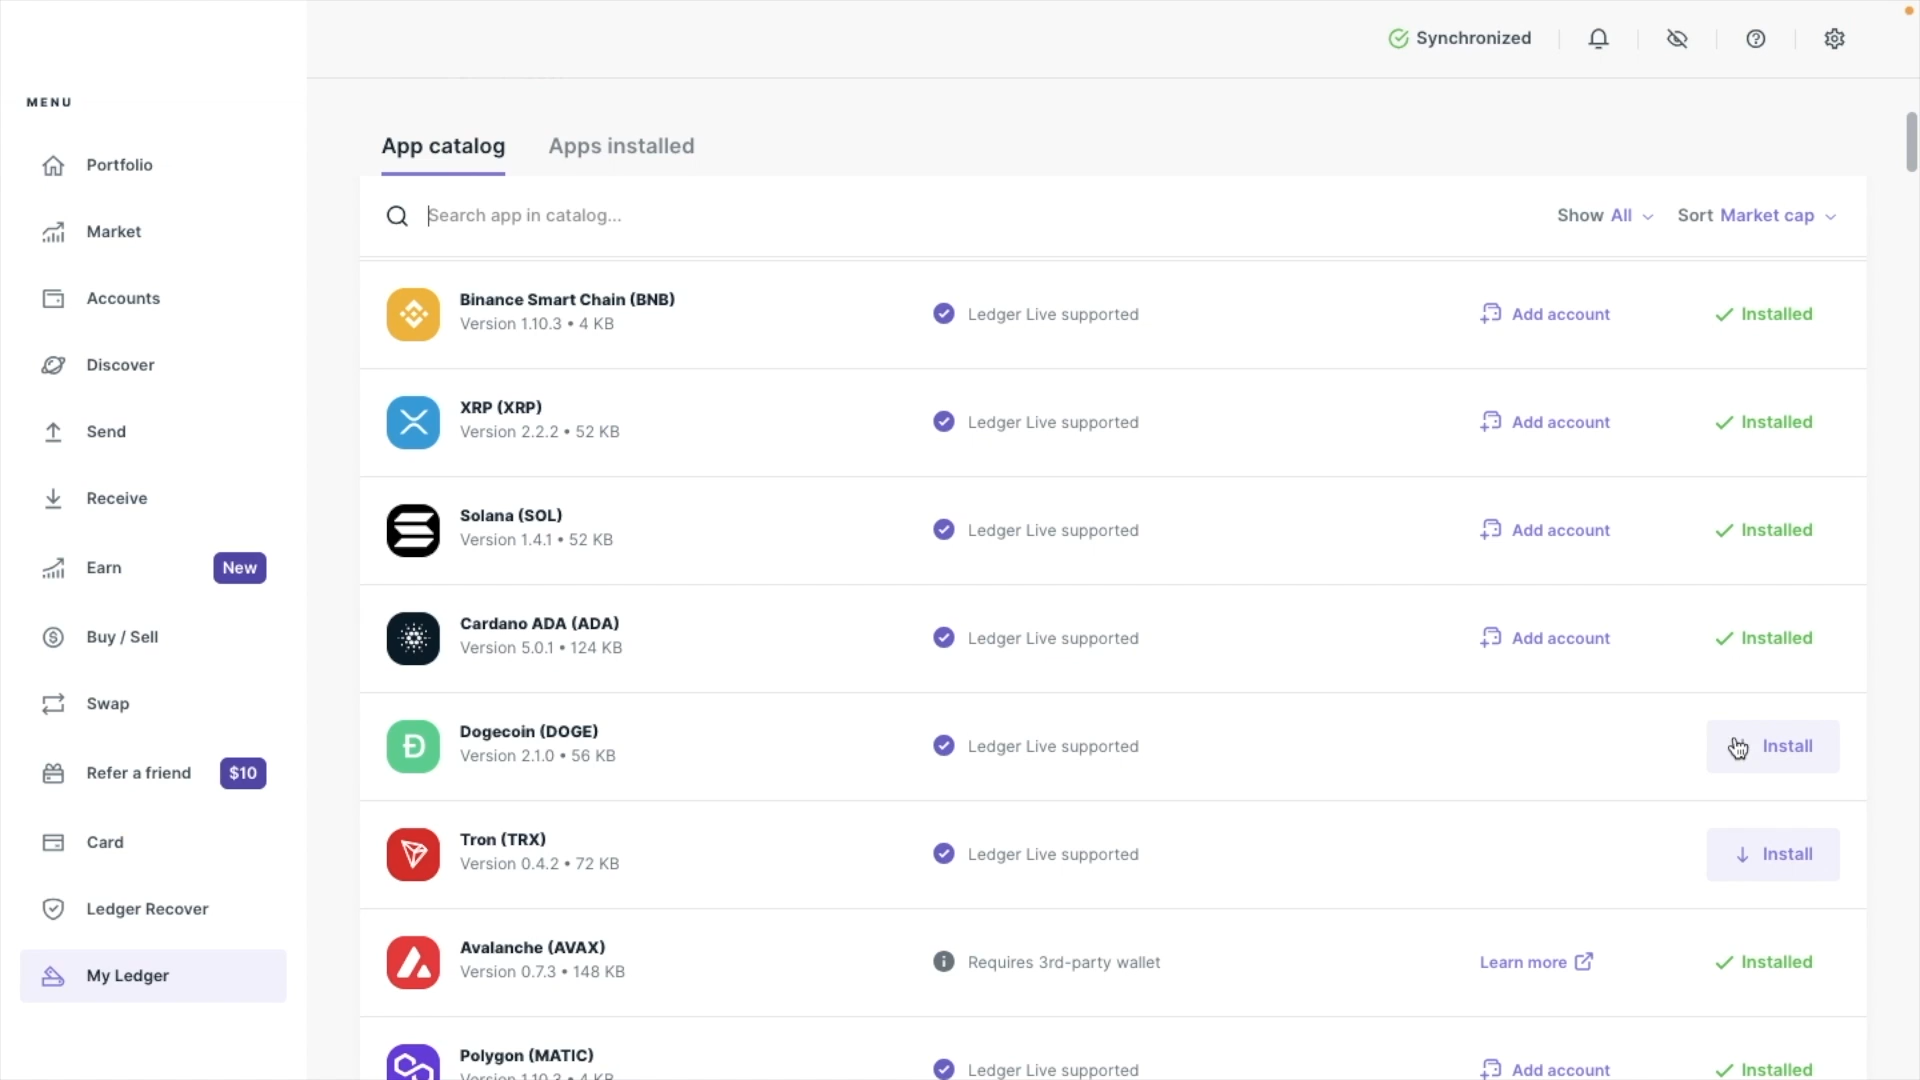 Synchronized
MENU
Portfolio
Market
Accounts
Discover
Send
Receive
Earn New
Buy / Sell
Swap
Refer a friend $10
Card
Ledger Recover
My Ledger
App catalog Apps installed
Search app in catalog... Show All Sort Market cap
Binance Smart Chain (BNB)
Version 1.10.3 • 4 KB
Ledger Live supported Add account Installed
XRP (XRP)
Version 2.2.2 • 52 KB
Ledger Live supported Add account Installed
Solana (SOL)
Version 1.4.1 • 52 KB
Ledger Live supported Add account Installed
Cardano ADA (ADA)
Version 5.0.1 • 124 KB
Ledger Live supported Add account Installed
Dogecoin (DOGE)
Version 2.1.0 • 56 KB
Ledger Live supported Install
Tron (TRX)
Version 0.4.2 • 72 KB
Ledger Live supported Install
Avalanche (AVAX)
Version 0.7.3 • 148 KB
Requires 3rd-party wallet Learn more Installed
Polygon (MATIC)
Version 1.10.3 • 4 KB
Ledger Live supported Add account Installed